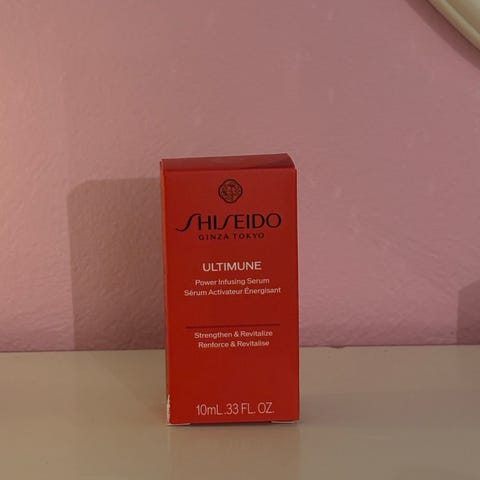 SHISEIDO
GINZA TOKYO
ULTIMUNE
Power Infusing Serum
Sérum Activateur Énergisant
Strengthen & Revitalize
Renforce & Revitalise
10mL .33 FL. OZ.